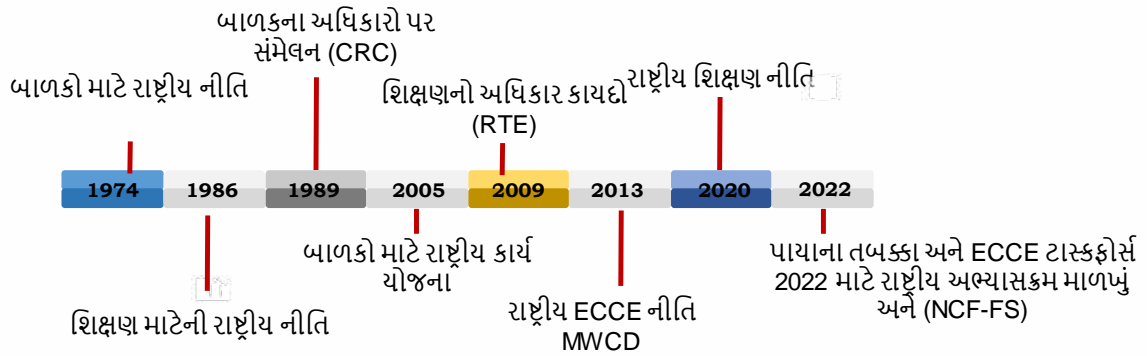 બાળકના અધિકારો પર
સંમેલન (CRC)
બાળકો માટે રાષ્ટ્રીય નીતિ
શિક્ષણનો અધિકાર કાયદો
(RTE)
રાષ્ટ્રીય શિક્ષણ નીતિ
1974 1986 1989 2005 2009 2013 2020 2022
શિક્ષણ માટેની રાષ્ટ્રીય નીતિ
બાળકો માટે રાષ્ટ્રીય કાર્ય
યોજના
રાષ્ટ્રીય ECCE નીતિ
MWCD
પાયાના તબક્કા અને ECCE ટાસ્કફોર્સ
2022 માટે રાષ્ટ્રીય અભ્યાસક્રમ માળખું
અને (NCF-FS)